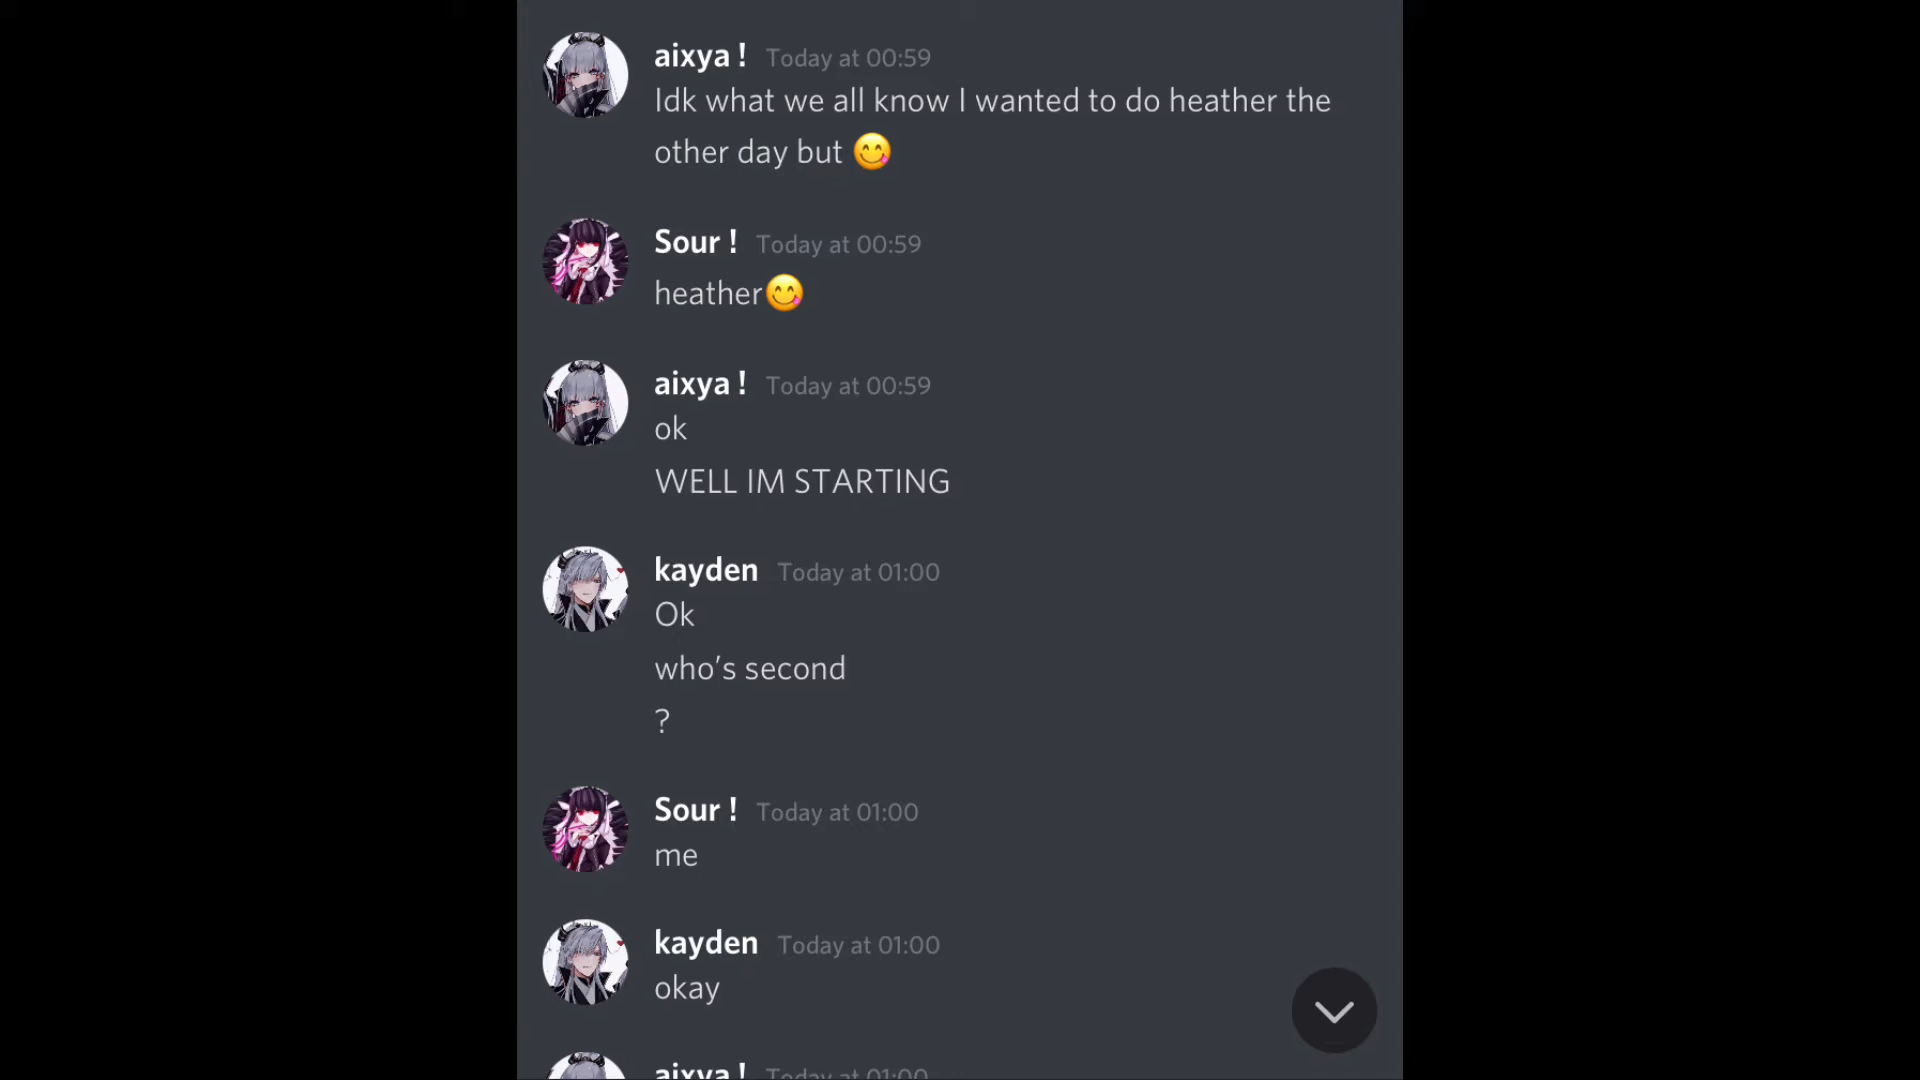 aixya ! Today at 00:59
Idk what we all know I wanted to do heather the
other day but 😋
Sour ! Today at 00:59
heather😋
aixya ! Today at 00:59
ok
WELL IM STARTING
kayden Today at 01:00
Ok
who’s second
?
Sour ! Today at 01:00
me
kayden Today at 01:00
okay
aixya ! Today at 01:00